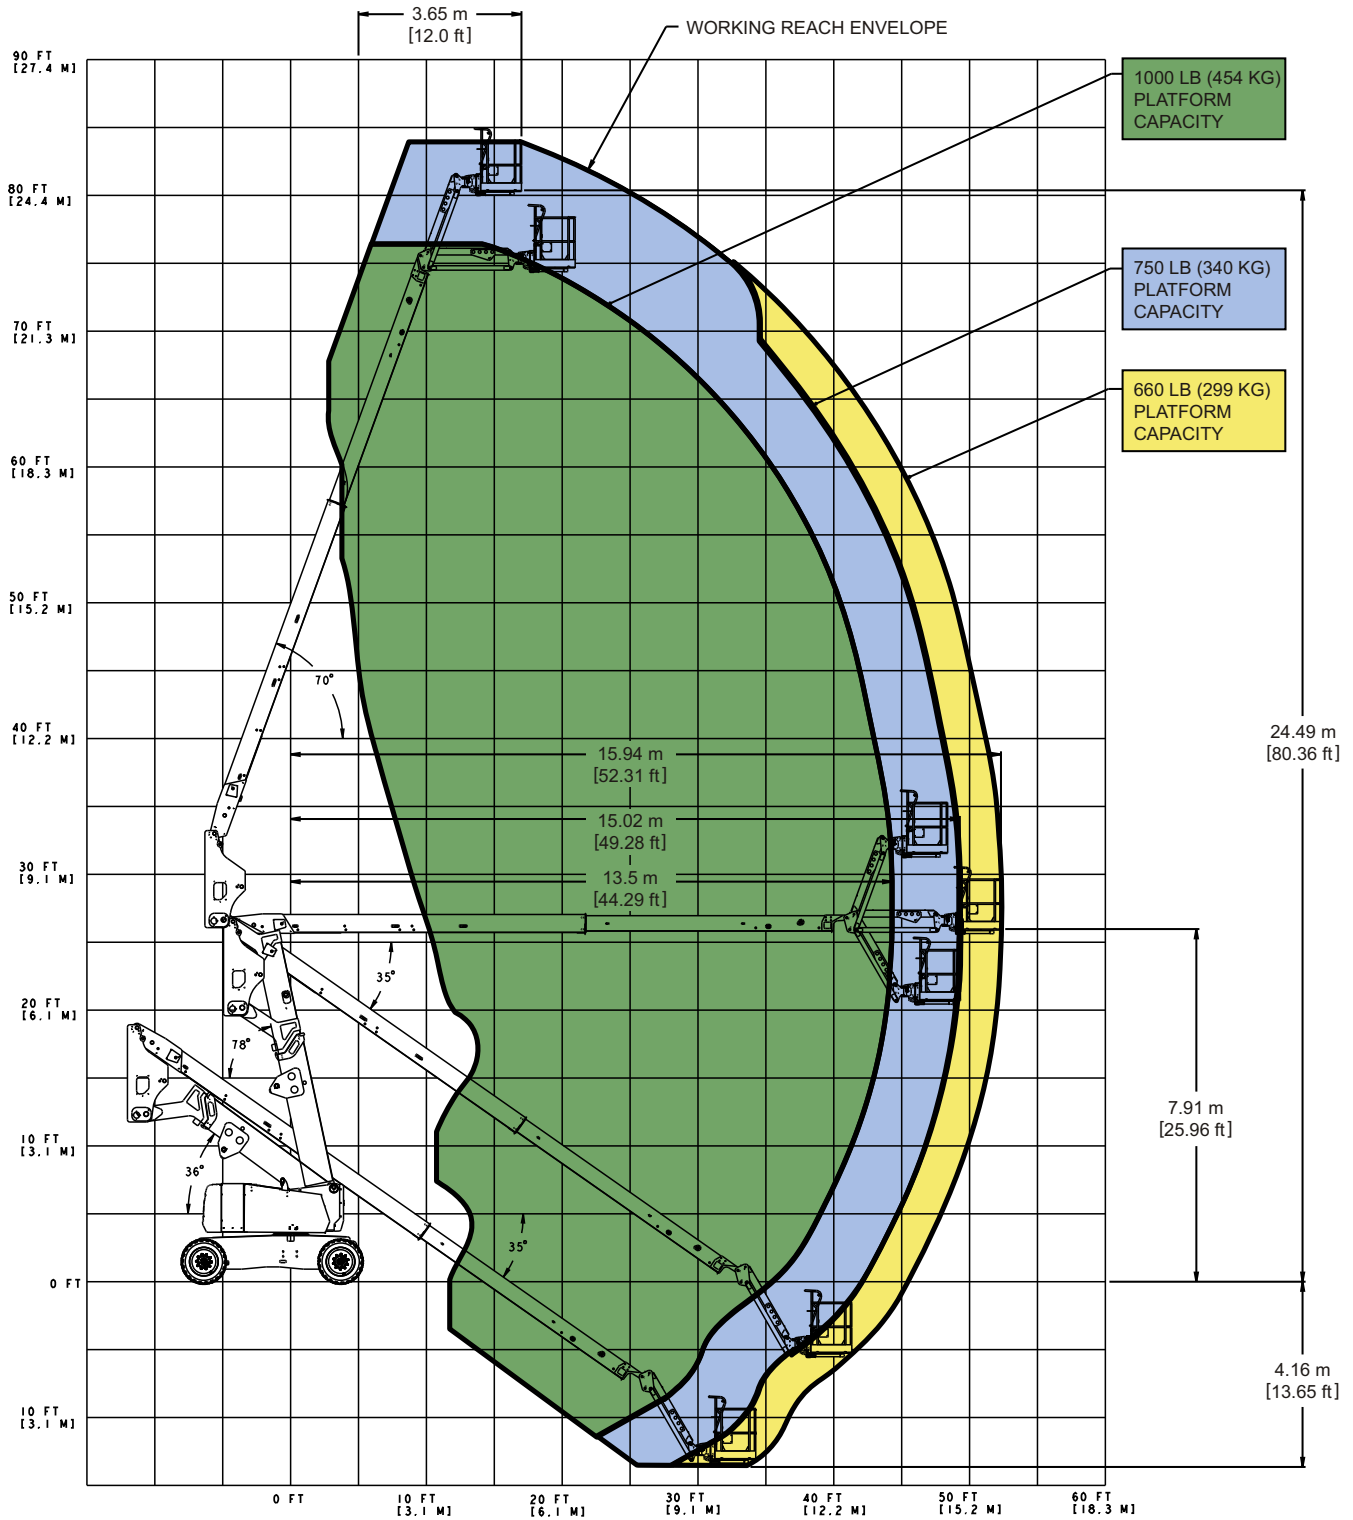 3.65 m
[12.0 ft]
WORKING REACH ENVELOPE
90 FT
[27.4 M]
1000 LB (454 KG)
PLATFORM
CAPACITY
80 FT
[24.4 M]
750 LB (340 KG)
PLATFORM
CAPACITY
70 FT
[21.3 M]
660 LB (299 KG)
PLATFORM
CAPACITY
60 FT
[18.3 M]
50 FT
[15.2 M]
70°
40 FT
[12.2 M]
24.49 m
[80.36 ft]
15.94 m
[52.31 ft]
15.02 m
[49.28 ft]
30 FT
[9.1 M]
13.5 m
[44.29 ft]
35°
20 FT
[6.1 M]
78°
7.91 m
[25.96 ft]
10 FT
[3.1 M]
36°
35°
0 FT
4.16 m
[13.65 ft]
10 FT
[3.1 M]
0 FT
10 FT
[3.1 M]
20 FT
[6.1 M]
30 FT
[9.1 M]
40 FT
[12.2 M]
50 FT
[15.2 M]
60 FT
[18.3 M]